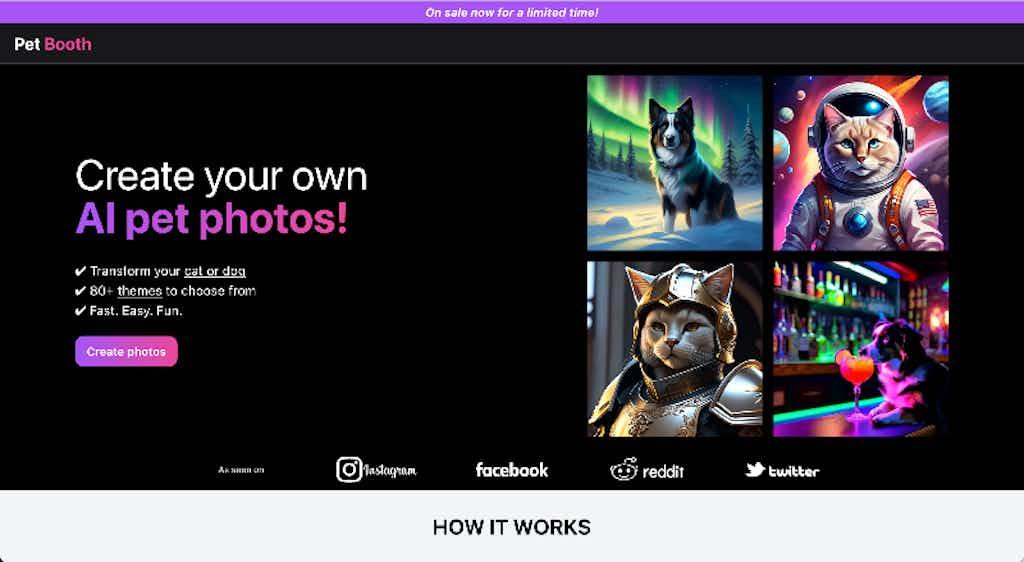 On sale now for a limited time!
Pet Booth
Create your own
AI pet photos!
✔ Transform your cat or dog
✔ 80+ themes to choose from
✔ Fast. Easy. Fun.
Create photos
As seen on
Instagram
facebook
reddit
twitter
HOW IT WORKS